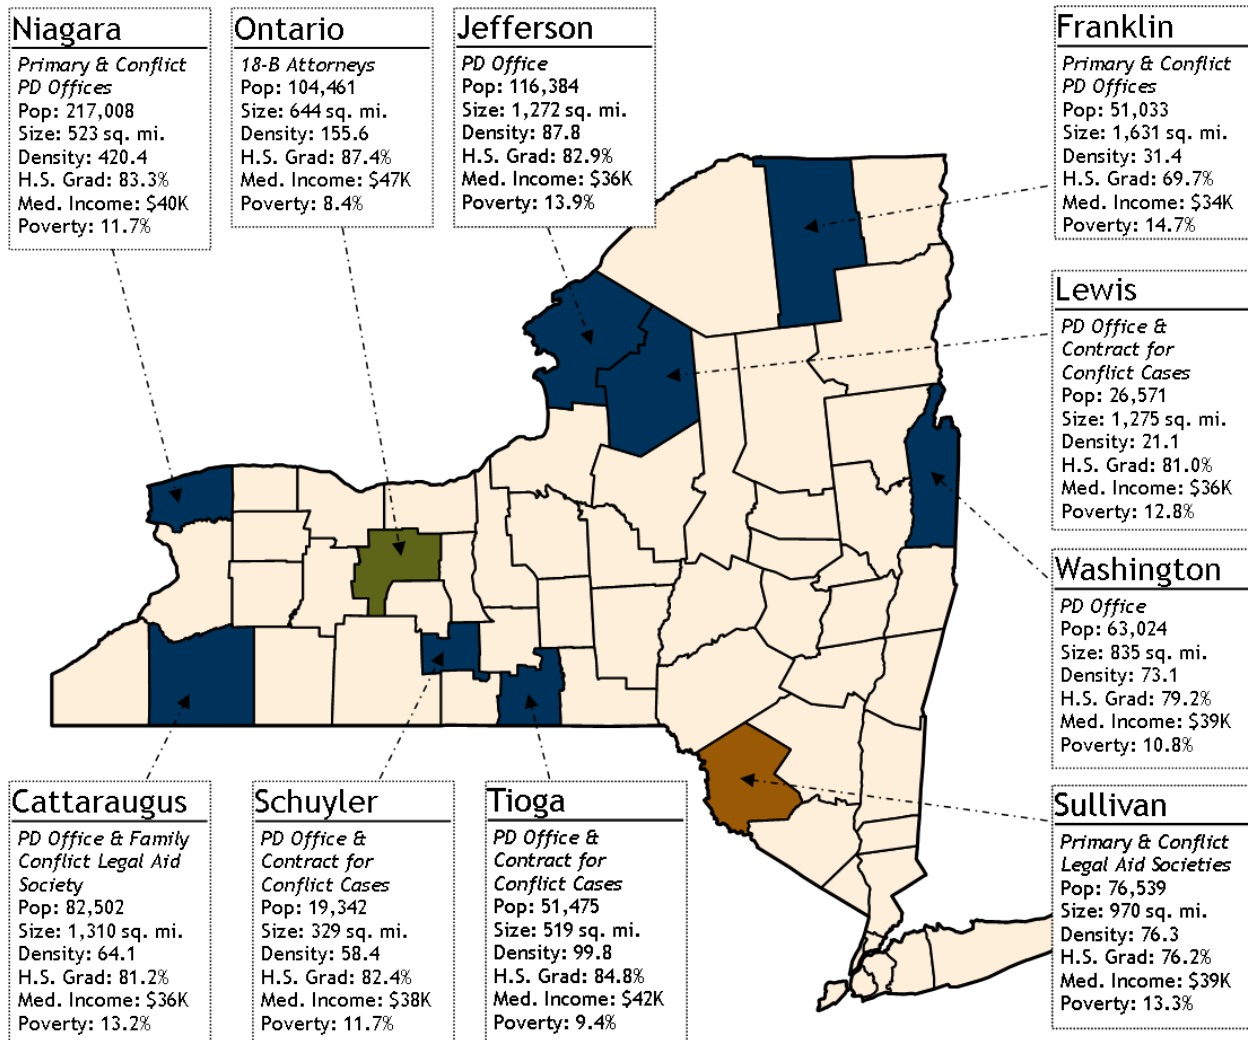 Niagara
Primary & Conflict
PD Offices
Pop: 217,008
Size: 523 sq. mi.
Density: 420.4
H.S. Grad: 83.3%
Med. Income: $40K
Poverty: 11.7%
Ontario
18-B Attorneys
Pop: 104,461
Size: 644 sq. mi.
Density: 155.6
H.S. Grad: 87.4%
Med. Income: $47K
Poverty: 8.4%
Jefferson
PD Office
Pop: 116,384
Size: 1,272 sq. mi.
Density: 87.8
H.S. Grad: 82.9%
Med. Income: $36K
Poverty: 13.9%
Franklin
Primary & Conflict
PD Offices
Pop: 51,033
Size: 1,631 sq. mi.
Density: 31.4
H.S. Grad: 69.7%
Med. Income: $34K
Poverty: 14.7%
Lewis
PD Office &
Contract for
Conflict Cases
Pop: 26,571
Size: 1,275 sq. mi.
Density: 21.1
H.S. Grad: 81.0%
Med. Income: $36K
Poverty: 12.8%
Washington
PD Office
Pop: 63,024
Size: 835 sq. mi.
Density: 73.1
H.S. Grad: 79.2%
Med. Income: $39K
Poverty: 10.8%
Cattaraugus
PD Office & Family
Conflict Legal Aid
Society
Pop: 82,502
Size: 1,310 sq. mi.
Density: 64.1
H.S. Grad: 81.2%
Med. Income: $36K
Poverty: 13.2%
Schuyler
PD Office &
Contract for
Conflict Cases
Pop: 19,342
Size: 329 sq. mi.
Density: 58.4
H.S. Grad: 82.4%
Med. Income: $38K
Poverty: 11.7%
Tioga
PD Office &
Contract for
Conflict Cases
Pop: 51,475
Size: 519 sq. mi.
Density: 99.8
H.S. Grad: 84.8%
Med. Income: $42K
Poverty: 9.4%
Sullivan
Primary & Conflict
Legal Aid Societies
Pop: 76,539
Size: 970 sq. mi.
Density: 76.3
H.S. Grad: 76.2%
Med. Income: $39K
Poverty: 13.3%